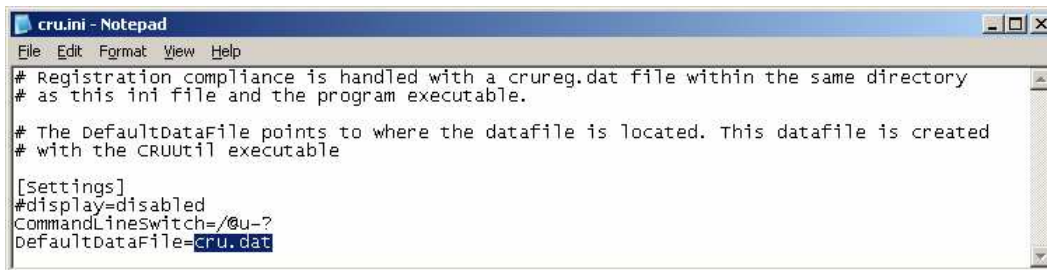 cru.ini - Notepad
File Edit Format View Help
# Registration compliance is handled with a crureg.dat file within the same directory
# as this ini file and the program executable.
# The DefaultDataFile points to where the datafile is located. This datafile is created
# with the CRUUtil executable
[Settings]
#display=disabled
CommandLineSwitch=/@u-?
DefaultDataFile=cru.dat